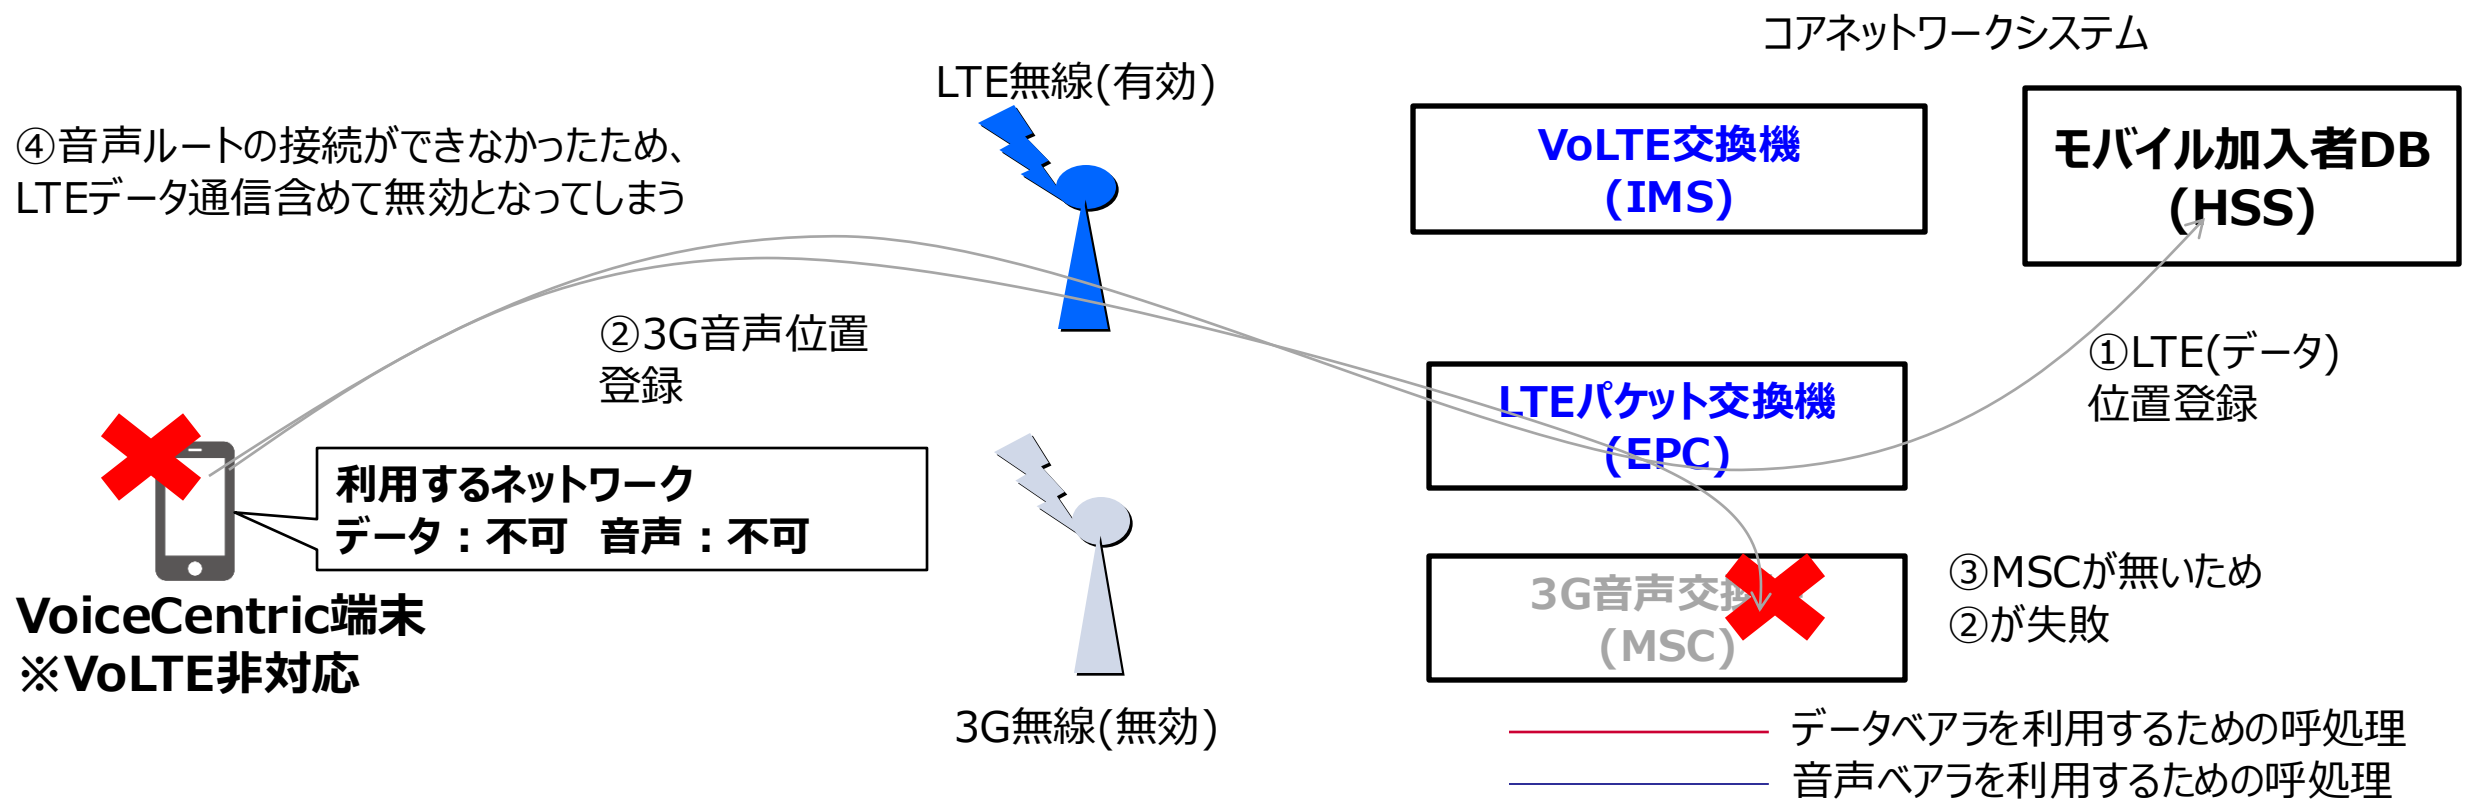 コアネットワークシステム
LTE無線(有効)
④音声ルートの接続ができなかったため、
LTEデータ通信含めて無効となってしまう
VoLTE交換機
(IMS)
モバイル加入者DB
(HSS)
②3G音声位置
登録
①LTE(データ)
位置登録
LTEパケット交換機
(EPC)
利用するネットワーク
データ：不可　音声：不可
VoiceCentric端末
※VoLTE非対応
3G音声交換
(MSC)
③MSCが無いため
②が失敗
3G無線(無効)
データベアラを利用するための呼処理
音声ベアラを利用するための呼処理